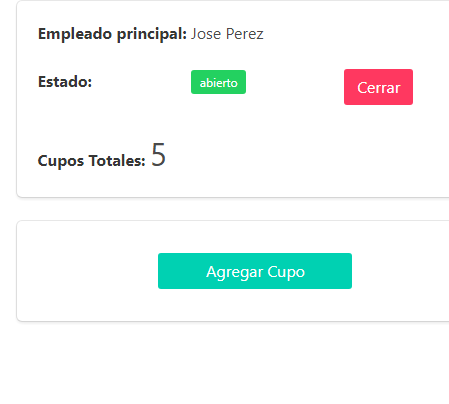 Empleado principal: Jose Perez
Estado: abierto Cerrar
Cupos Totales: 5
Agregar Cupo